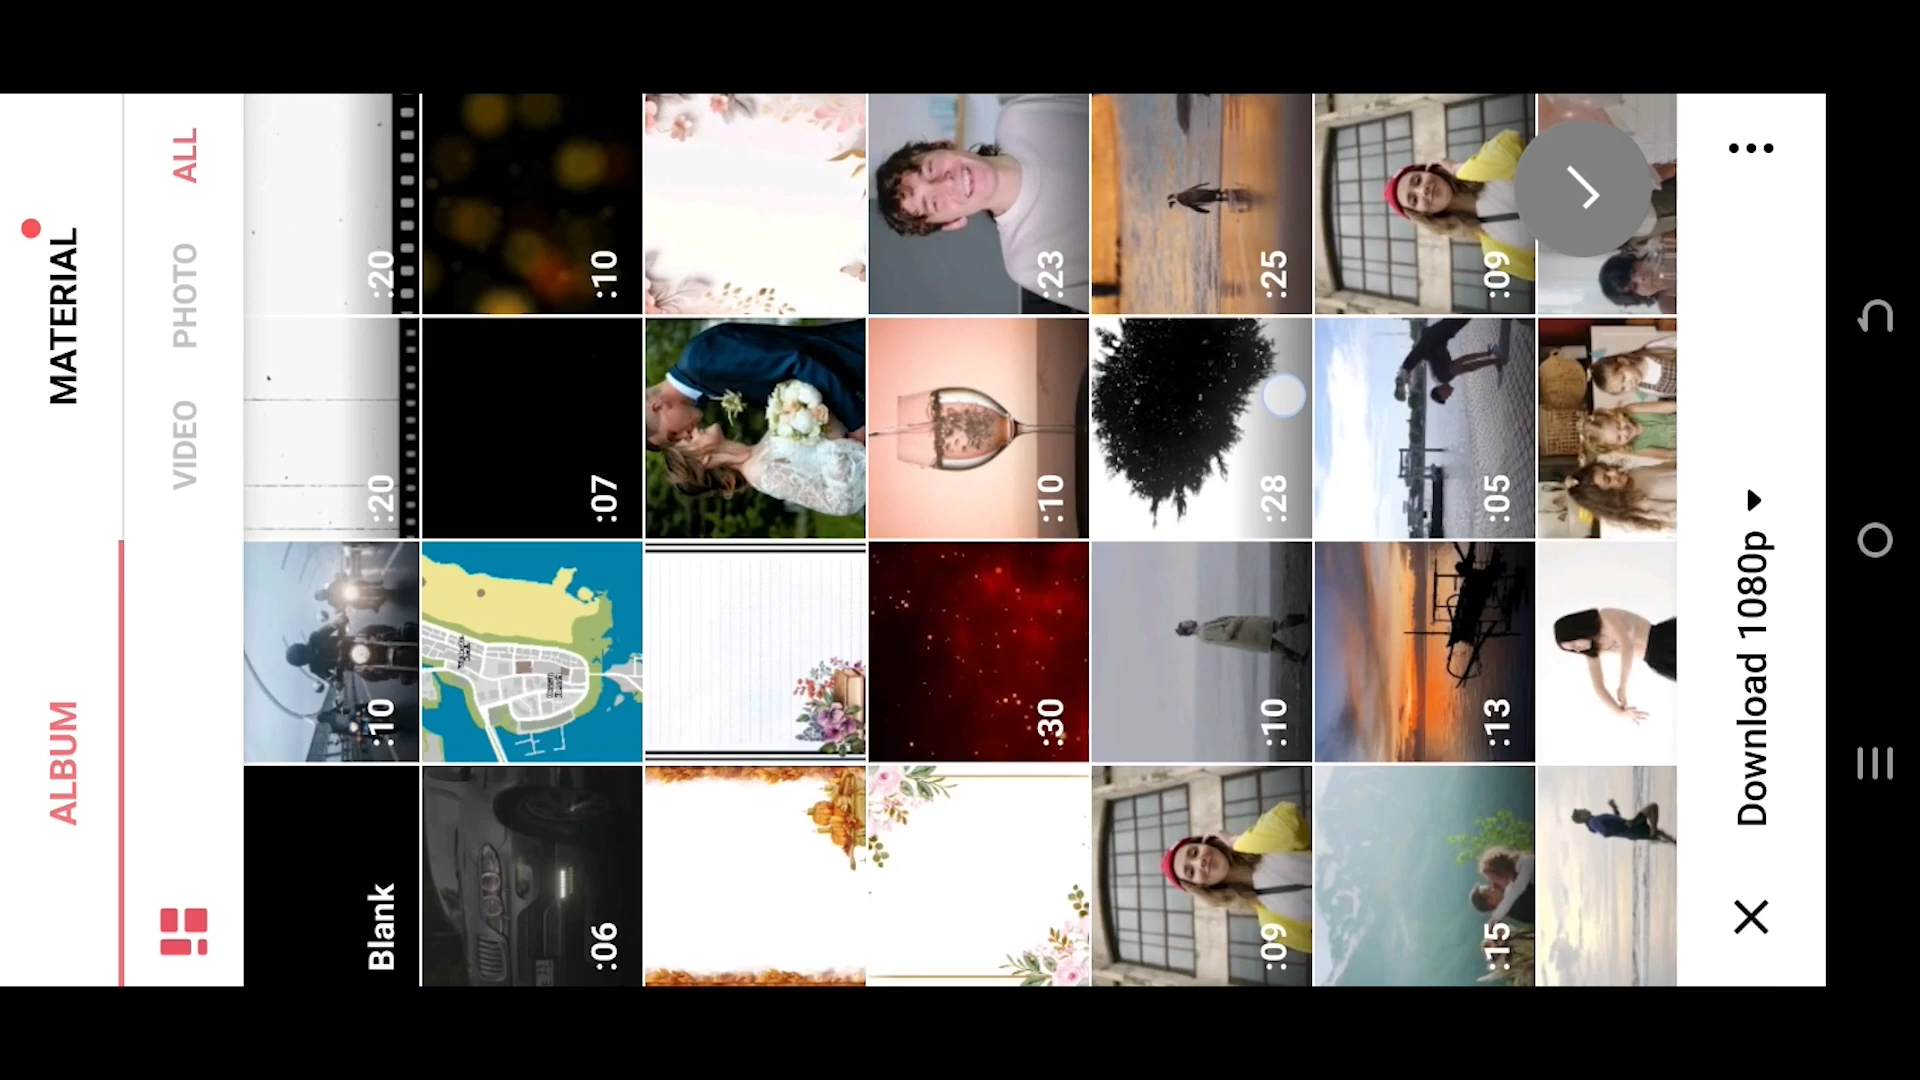 ALBUM MATERIAL
VIDEO PHOTO ALL
Blank :10 :20 :20
:06 :07 :10
:30 :10 :23
:09 :10 :28 :25
:15 :13 :05 :09
Download 1080p